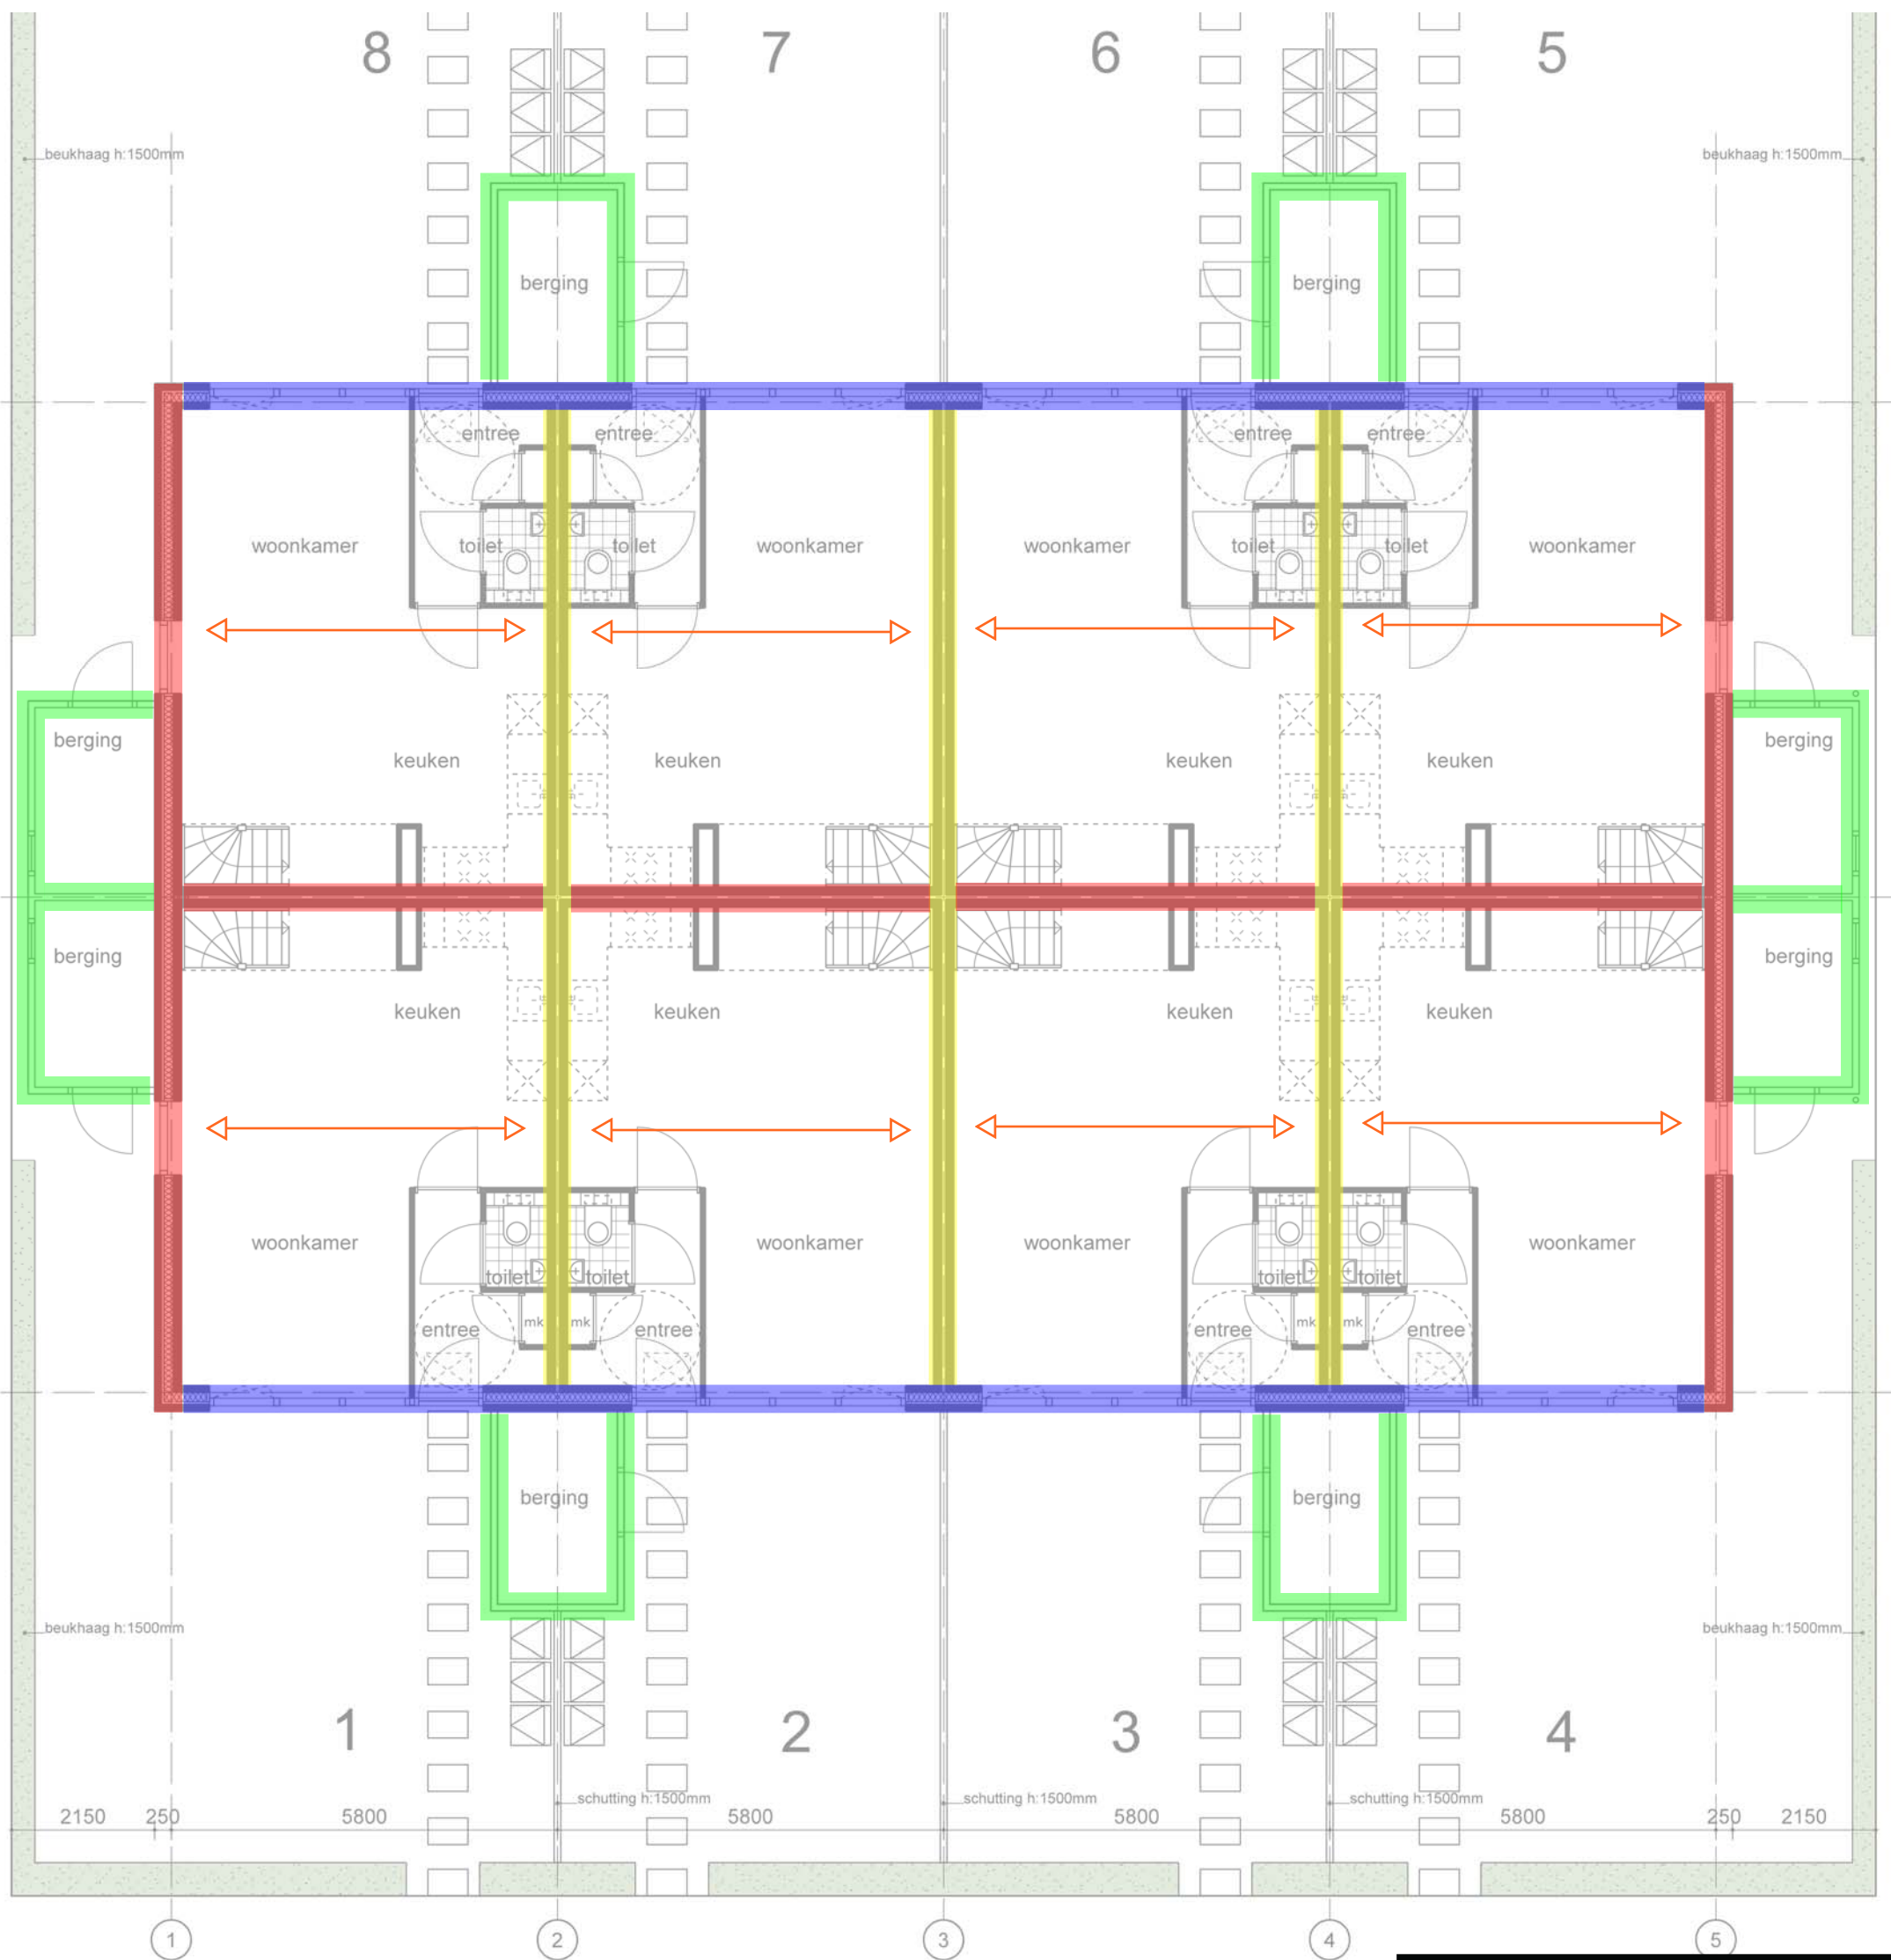 8 7 6 5
beukhaag h:1500mm beukhaag h:1500mm
berging berging
entree entree entree entree
woonkamer toilet toilet woonkamer woonkamer toilet toilet woonkamer
berging berging
keuken keuken keuken keuken
berging berging
keuken keuken keuken keuken
woonkamer woonkamer woonkamer woonkamer
toilet toilet toilet toilet
entree mk mk entree entree mk mk entree
berging berging
beukhaag h:1500mm beukhaag h:1500mm
1 2 3 4
schutting h:1500mm schutting h:1500mm schutting h:1500mm
2150 250 5800 5800 5800 5800 250 2150
1 2 3 4 5